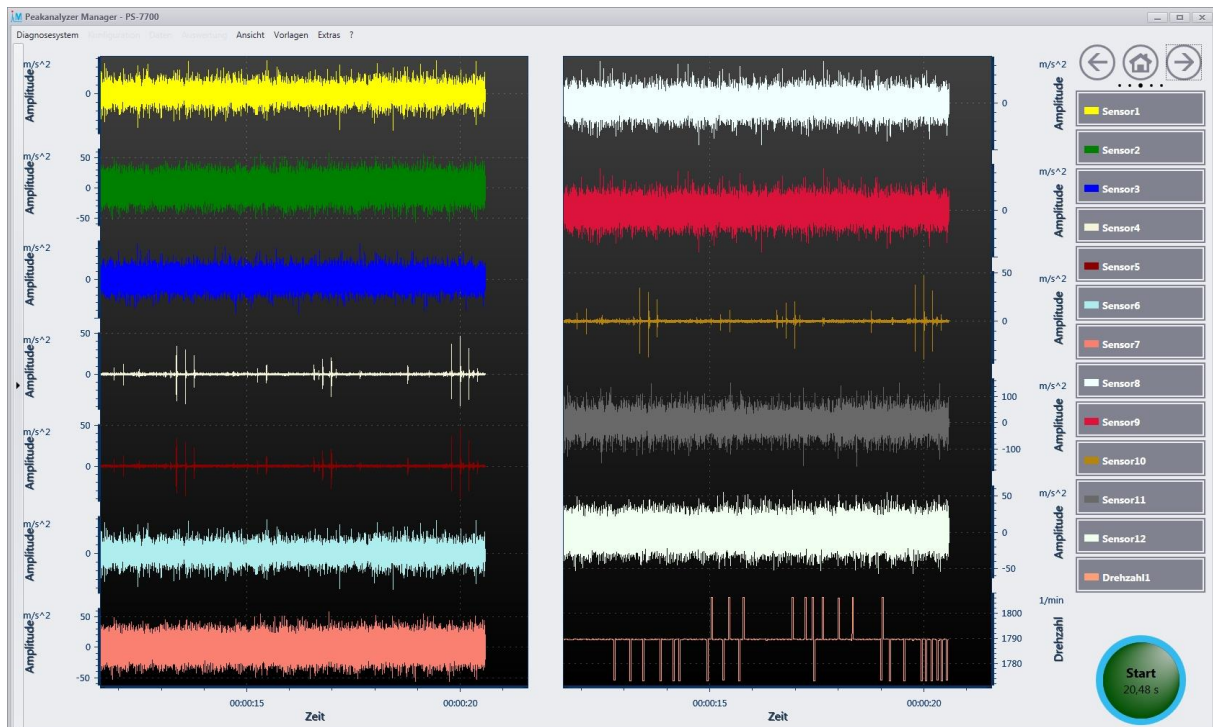 Peakanalyzer Manager - PS-7700
Diagnosesystem Ansicht Vorlagen Extras ?
m/s^2
Amplitude
0
m/s^2
Amplitude
50
0
-50
m/s^2
Amplitude
0
m/s^2
Amplitude
50
0
m/s^2
Amplitude
50
0
m/s^2
Amplitude
0
m/s^2
Amplitude
50
0
-50
00:00:15
00:00:20
Zeit
m/s^2
Amplitude
0
m/s^2
Amplitude
0
m/s^2
Amplitude
50
0
m/s^2
Amplitude
100
0
-100
m/s^2
Amplitude
50
0
-50
1/min
Drehzahl
1800
1790
1780
00:00:15
00:00:20
Zeit
Sensor1
Sensor2
Sensor3
Sensor4
Sensor5
Sensor6
Sensor7
Sensor8
Sensor9
Sensor10
Sensor11
Sensor12
Drehzahl1
Start
20,48 s